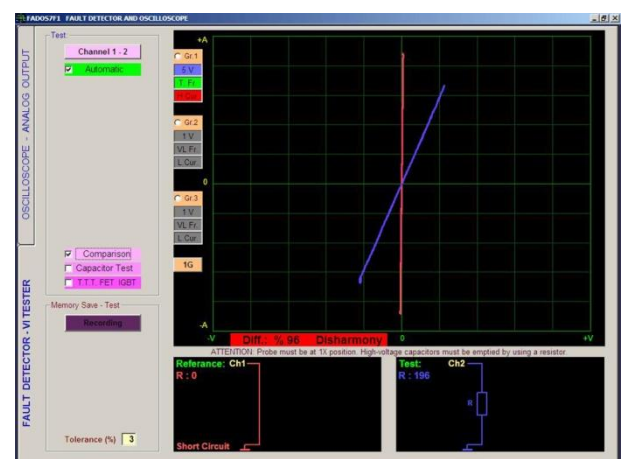 FADOS7F1 FAULT DETECTOR AND OSCILLOSCOPE
OSCILLOSCOPE - ANALOG OUTPUT
FAULT DETECTOR - VI TESTER
Test
Channel 1 - 2
Automatic
Comparison
Capacitor Test
T.T.T. FET IGBT
Memory Save - Test
Recording
Tolerance (%) 3
Gr.1
5 V
T. Fr.
H.Cur.
Gr.2
1 V
VL Fr.
L Cur.
Gr.3
1 V
VL Fr.
L Cur.
1G
+A
0
-A
-V
Diff.: % 96 Disharmony
0
+V
ATTENTION: Probe must be at 1X position. High-voltage capacitors must be emptied by using a resistor.
Referance: Ch1
R : 0
Short Circuit
Test: Ch2
R : 196
R